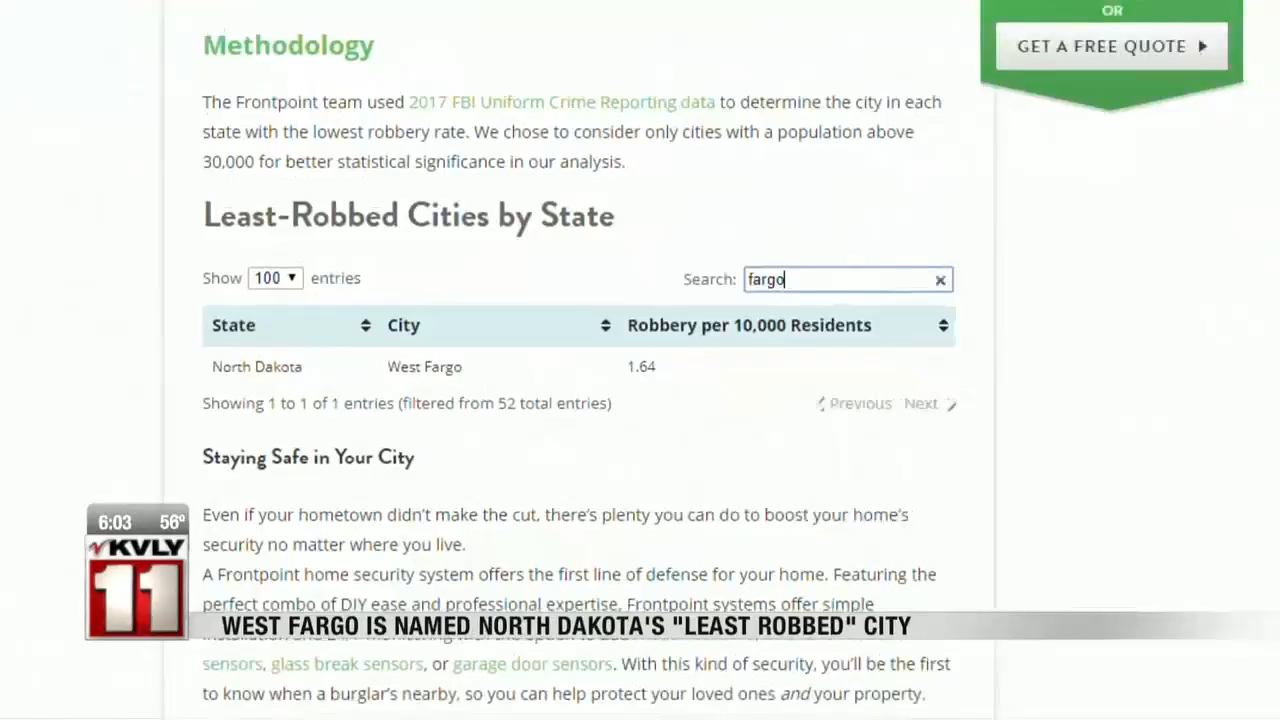 OR
GET A FREE QUOTE
Methodology
The Frontpoint team used 2017 FBI Uniform Crime Reporting data to determine the city in each
state with the lowest robbery rate. We chose to consider only cities with a population above
30,000 for better statistical significance in our analysis.
Least-Robbed Cities by State
Show 100 entries Search: fargo
State City Robbery per 10,000 Residents
North Dakota West Fargo 1.64
Showing 1 to 1 of 1 entries (filtered from 52 total entries) Previous Next
Staying Safe in Your City
Even if your hometown didn't make the cut, there's plenty you can do to boost your home's
security no matter where you live.
A Frontpoint home security system offers the first line of defense for your home. Featuring the
perfect combo of DIY ease and professional expertise, Frontpoint systems offer simple
sensors, glass break sensors, or garage door sensors. With this kind of security, you'll be the first
to know when a burglar's nearby, so you can help protect your loved ones and your property.
6:03 56°
KVLY
11
WEST FARGO IS NAMED NORTH DAKOTA'S "LEAST ROBBED" CITY